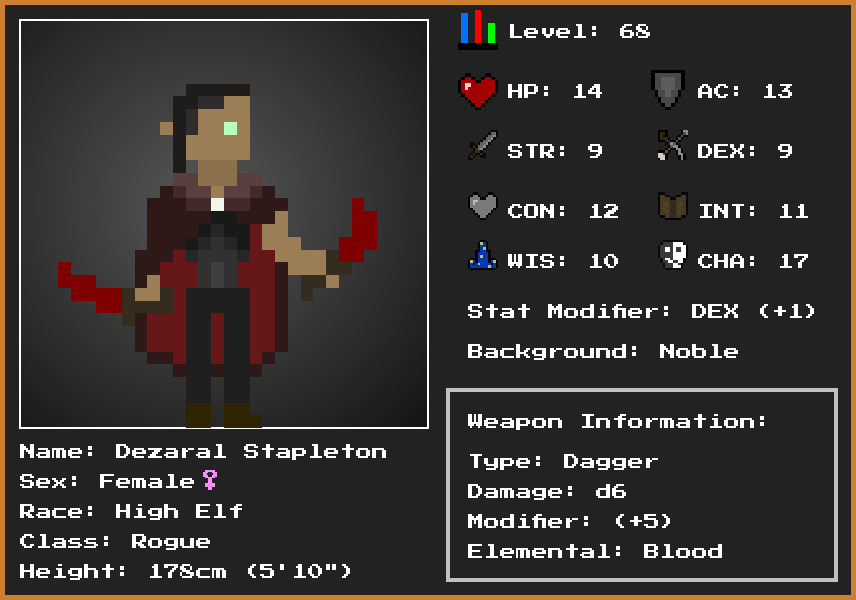 Level: 68
HP: 14 AC: 13
STR: 9 DEX: 9
CON: 12 INT: 11
WIS: 10 CHA: 17
Stat Modifier: DEX (+1)
Background: Noble
Weapon Information:
Type: Dagger
Damage: d6
Modifier: (+5)
Elemental: Blood
Name: Dezaral Stapleton
Sex: Female♀
Race: High Elf
Class: Rogue
Height: 178cm (5'10")